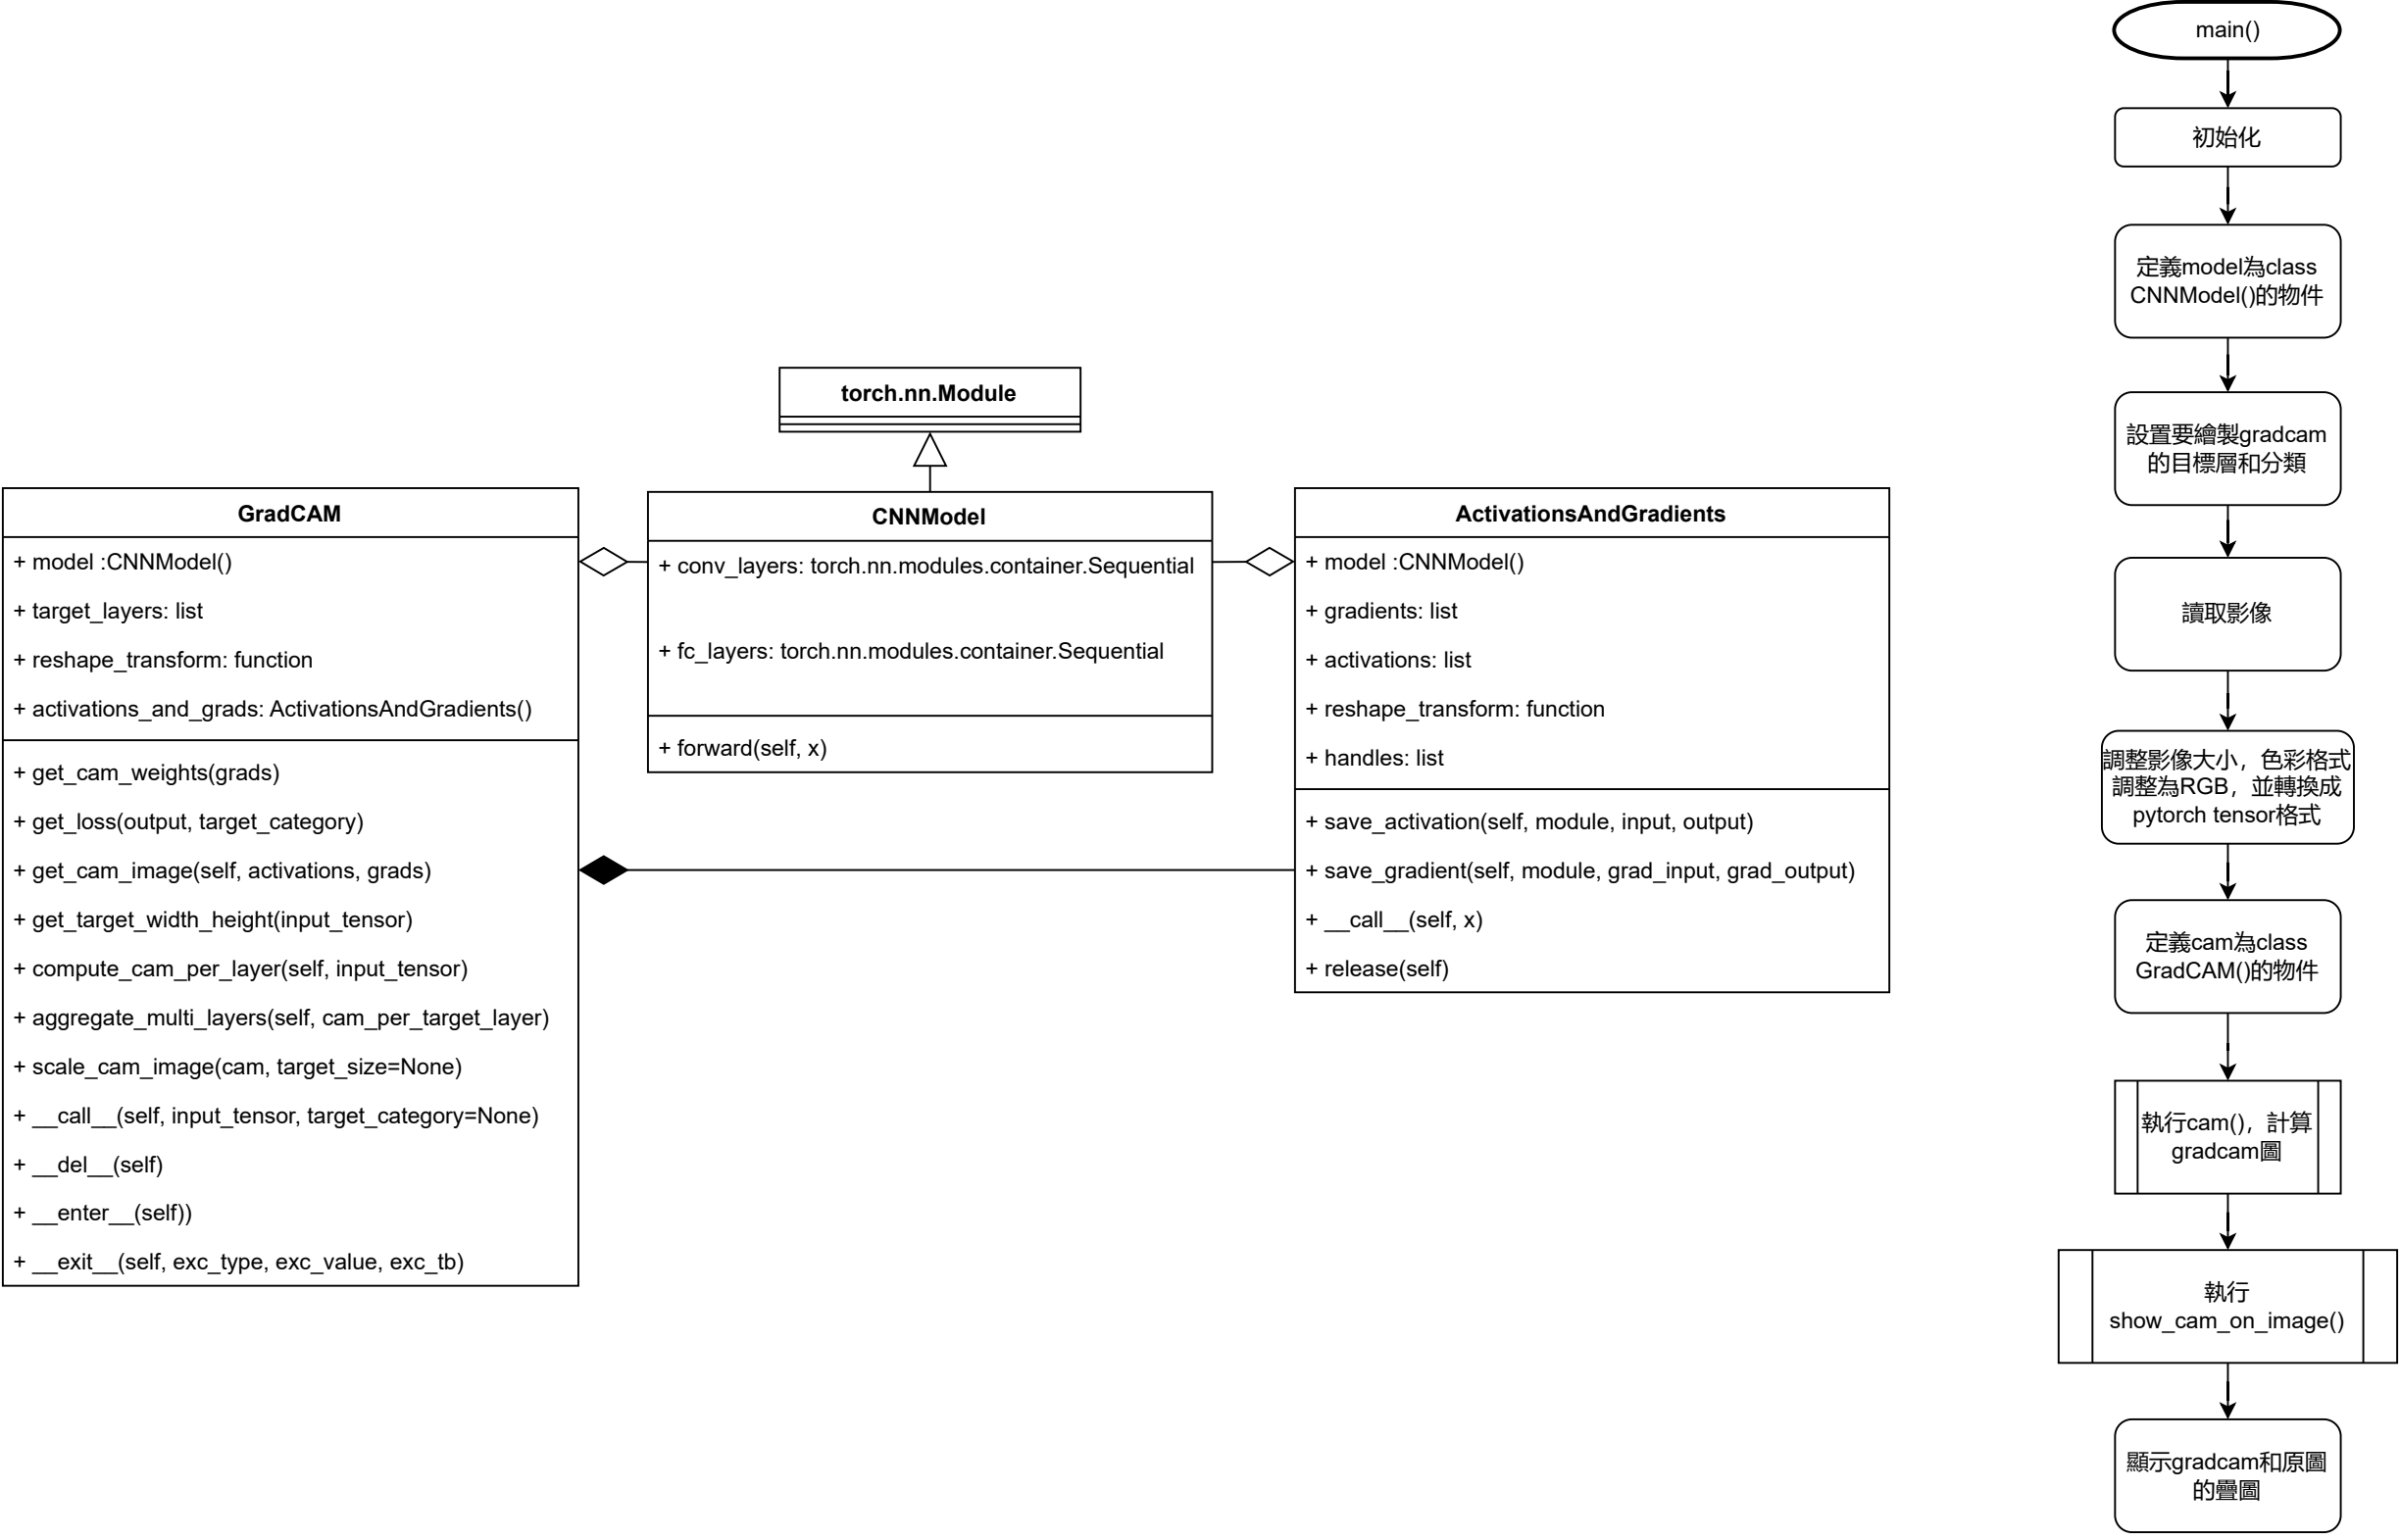 torch.nn.Module
GradCAM
+ model :CNNModel()
+ target_layers: list
+ reshape_transform: function
+ activations_and_grads: ActivationsAndGradients()
+ get_cam_weights(grads)
+ get_loss(output, target_category)
+ get_cam_image(self, activations, grads)
+ get_target_width_height(input_tensor)
+ compute_cam_per_layer(self, input_tensor)
+ aggregate_multi_layers(self, cam_per_target_layer)
+ scale_cam_image(cam, target_size=None)
+ __call__(self, input_tensor, target_category=None)
+ __del__(self)
+ __enter__(self))
+ __exit__(self, exc_type, exc_value, exc_tb)
CNNModel
+ conv_layers: torch.nn.modules.container.Sequential
+ fc_layers: torch.nn.modules.container.Sequential
+ forward(self, x)
ActivationsAndGradients
+ model :CNNModel()
+ gradients: list
+ activations: list
+ reshape_transform: function
+ handles: list
+ save_activation(self, module, input, output)
+ save_gradient(self, module, grad_input, grad_output)
+ __call__(self, x)
+ release(self)
main()
初始化
定義model為class
CNNModel()的物件
設置要繪製gradcam
的目標層和分類
讀取影像
調整影像大小，色彩格式
調整為RGB，並轉換成
pytorch tensor格式
定義cam為class
GradCAM()的物件
執行cam()，計算
gradcam圖
執行
show_cam_on_image()
顯示gradcam和原圖
的疊圖